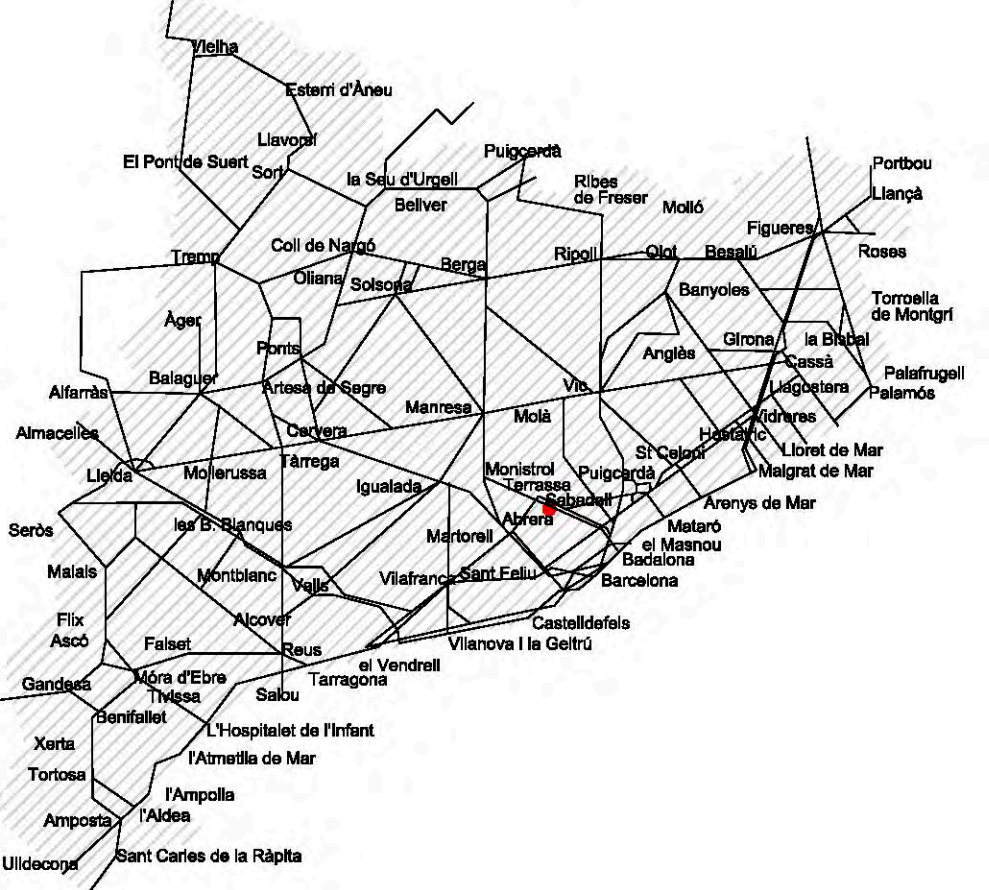 Vielha
Esterri d'Àneu
Llavorsí
El Pont de Suert
Sort
Puigcerdà
Portbou
la Seu d'Urgell
Ribes
de Freser
Llançà
Bellver
Molló
Figueres
Coll de Nargó
Tremp
Ripoll
Olot
Besalú
Roses
Berga
Oliana
Solsona
Banyoles
Torroella
de Montgrí
Àger
Girona
la Bisbal
Ponts
Anglès
Cassà
Palafrugell
Balaguer
Artesa de Segre
Vic
Llagostera
Alfarràs
Palamós
Manresa
Molà
Vidreres
Almacelles
Cervera
Hostalric
Lloret de Mar
St Celoni
Tàrrega
Lleida
Mollerussa
Monistrol
Puigcerdà
Malgrat de Mar
Igualada
Terrassa
Sabadell
Arenys de Mar
Seròs
les B. Blanques
Abrera
Mataró
Martorell
el Masnou
Badalona
Malals
Montblanc
Valls
Vilafranca
Sant Feliu
Barcelona
Flix
Alcover
Castelldefels
Ascó
Falset
Reus
Vilanova I la Geltrú
el Vendrell
Gandesa
Móra d'Ebre
Tarragona
Tivissa
Salou
Benifallet
L'Hospitalet de l'Infant
Xerta
l'Atmetlla de Mar
Tortosa
l'Ampolla
Amposta
l'Aldea
Ulldecona
Sant Carles de la Ràpita